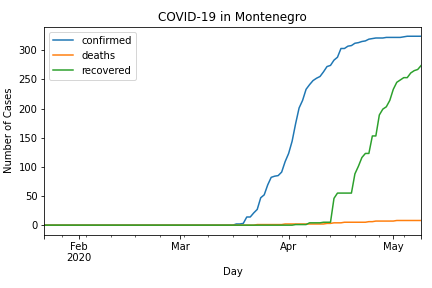 COVID-19 in Montenegro
confirmed
deaths
recovered
Number of Cases
300
250
200
150
100
50
0
Feb
2020
Mar
Apr
May
Day